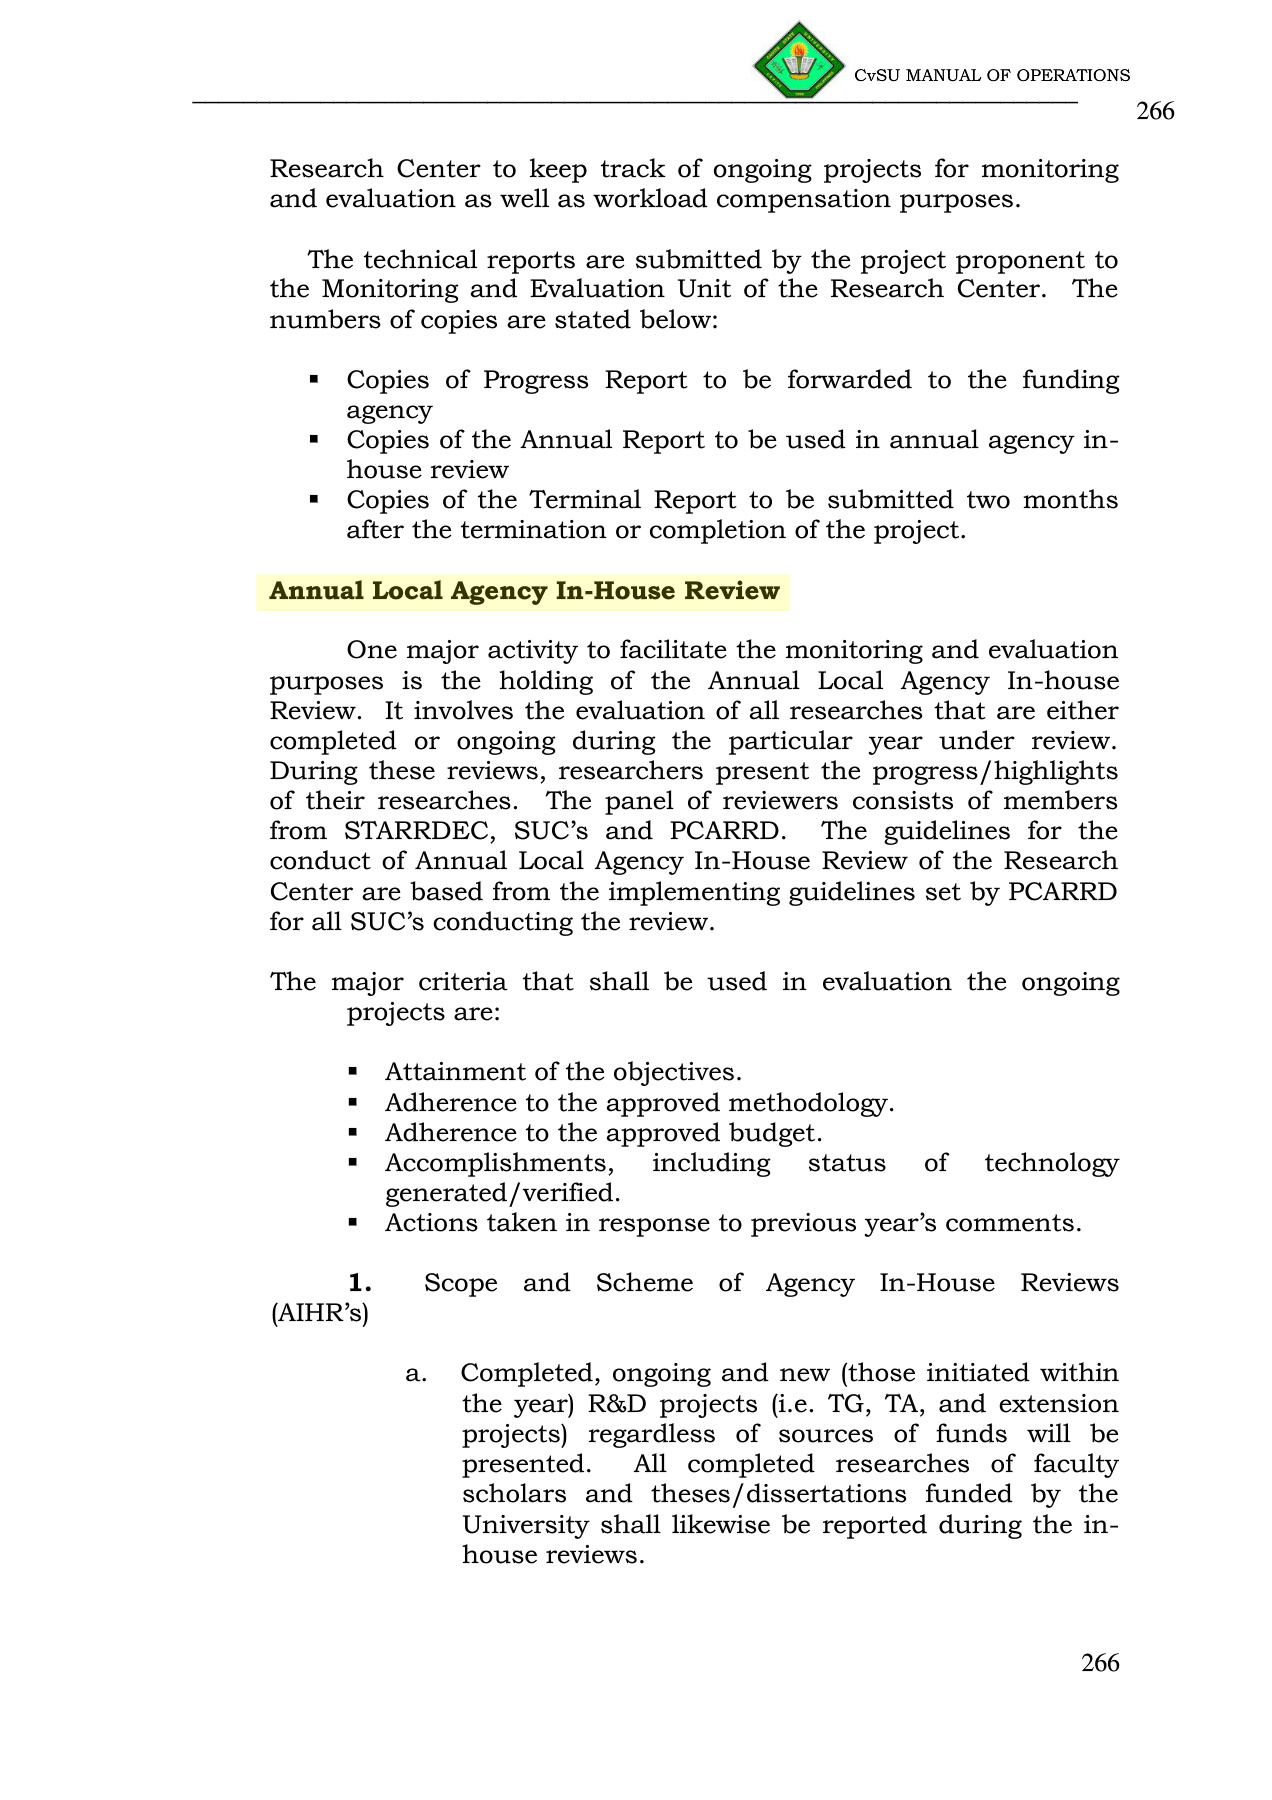 CvSU MANUAL OF OPERATIONS
266
Research Center to keep track of ongoing projects for monitoring
and evaluation as well as workload compensation purposes.
The technical reports are submitted by the project proponent to
the Monitoring and Evaluation Unit of the Research Center. The
numbers of copies are stated below:
▪ Copies of Progress Report to be forwarded to the funding
agency
▪ Copies of the Annual Report to be used in annual agency in-
house review
▪ Copies of the Terminal Report to be submitted two months
after the termination or completion of the project.
Annual Local Agency In-House Review
One major activity to facilitate the monitoring and evaluation
purposes is the holding of the Annual Local Agency In-house
Review. It involves the evaluation of all researches that are either
completed or ongoing during the particular year under review.
During these reviews, researchers present the progress/highlights
of their researches. The panel of reviewers consists of members
from STARRDEC, SUC’s and PCARRD. The guidelines for the
conduct of Annual Local Agency In-House Review of the Research
Center are based from the implementing guidelines set by PCARRD
for all SUC’s conducting the review.
The major criteria that shall be used in evaluation the ongoing
projects are:
▪ Attainment of the objectives.
▪ Adherence to the approved methodology.
▪ Adherence to the approved budget.
▪ Accomplishments, including status of technology
generated/verified.
▪ Actions taken in response to previous year’s comments.
1. Scope and Scheme of Agency In-House Reviews
(AIHR’s)
a. Completed, ongoing and new (those initiated within
the year) R&D projects (i.e. TG, TA, and extension
projects) regardless of sources of funds will be
presented. All completed researches of faculty
scholars and theses/dissertations funded by the
University shall likewise be reported during the in-
house reviews.
266